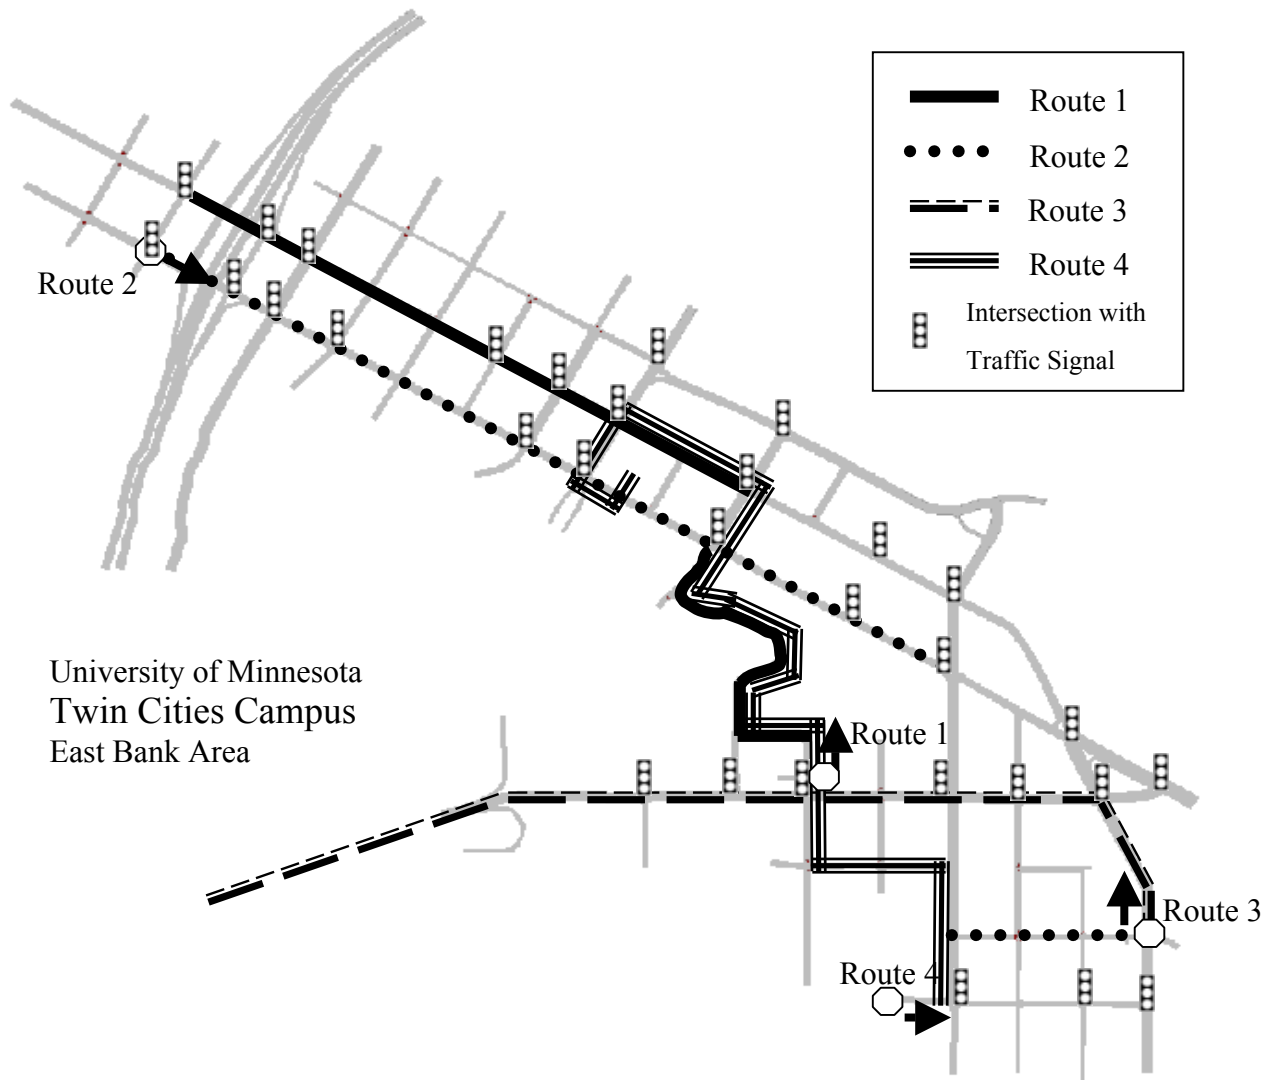 Route 1
Route 2
Route 3
Route 4
Intersection with
Traffic Signal
Route 2
University of Minnesota
Twin Cities Campus
East Bank Area
Route 1
Route 3
Route 4